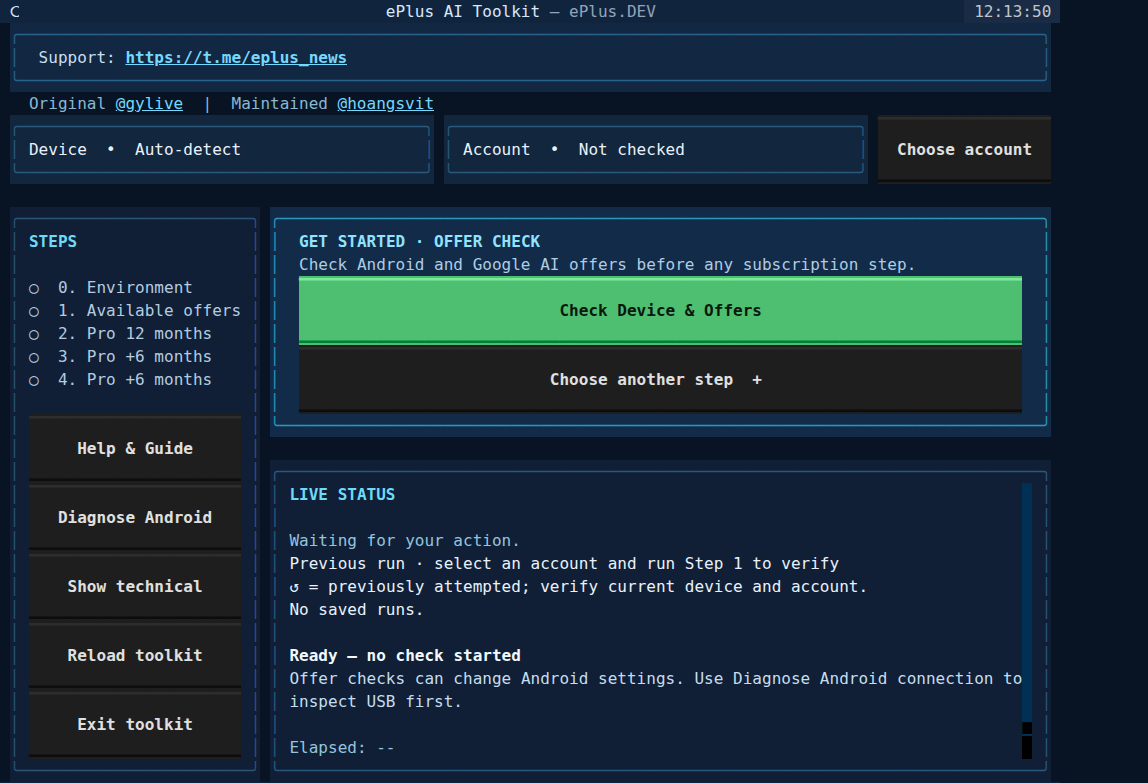 C ePlus AI Toolkit — ePlus.DEV 12:13:50
Support: https://t.me/eplus_news
Original @gylive | Maintained @hoangsvit
Device • Auto-detect
Account • Not checked
Choose account
STEPS
○ 0. Environment
○ 1. Available offers
○ 2. Pro 12 months
○ 3. Pro +6 months
○ 4. Pro +6 months
Help & Guide
Diagnose Android
Show technical
Reload toolkit
Exit toolkit
GET STARTED · OFFER CHECK
Check Android and Google AI offers before any subscription step.
Check Device & Offers
Choose another step +
LIVE STATUS
Waiting for your action.
Previous run · select an account and run Step 1 to verify
↺ = previously attempted; verify current device and account.
No saved runs.
Ready — no check started
Offer checks can change Android settings. Use Diagnose Android connection to
inspect USB first.
Elapsed: --